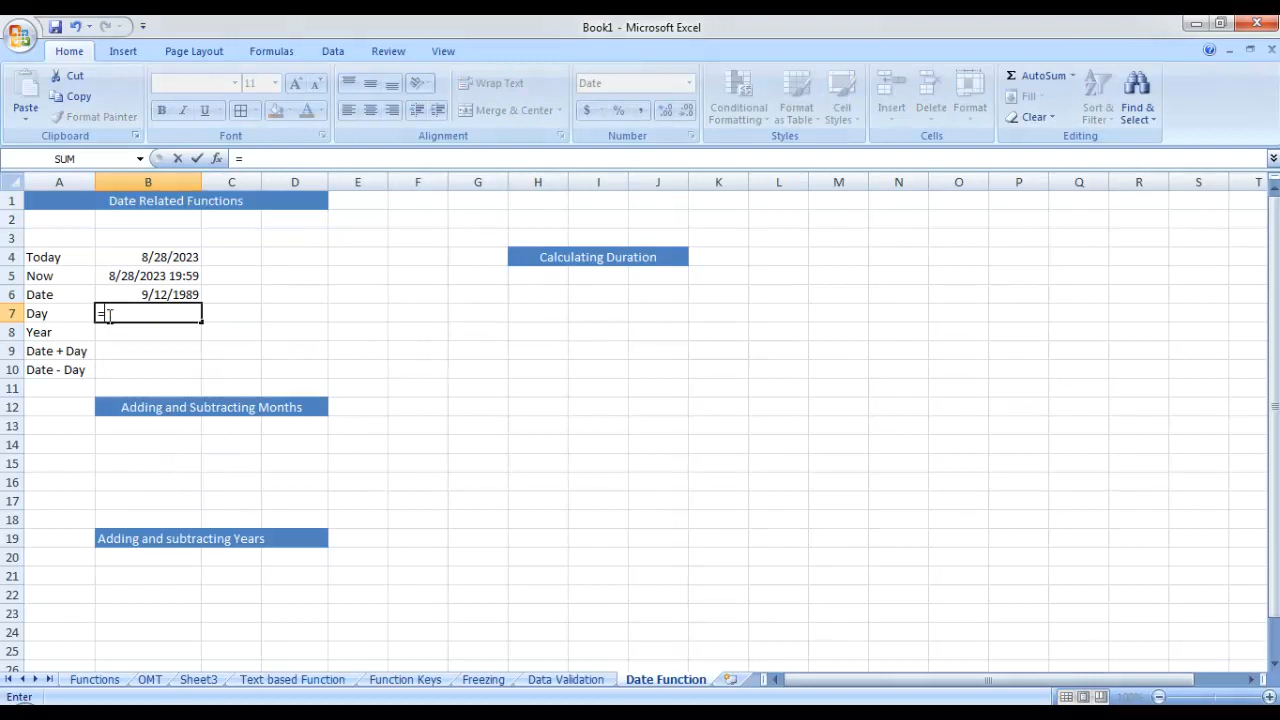 Book1 - Microsoft Excel
Home Insert Page Layout Formulas Data Review View
Paste
Cut
Copy
Format Painter
Clipboard
11
A A
B I U
A
Font
Wrap Text
Merge & Center
Alignment
Date
$ % ,
Number
Conditional Formatting
Format as Table
Cell Styles
Styles
Insert
Delete
Format
Cells
Σ AutoSum
Fill
Clear
Sort & Filter
Find & Select
Editing
SUM
fx
=
A B C D E F G H I J K L M N O P Q R S T
1 Date Related Functions
2
3
4 Today 8/28/2023 Calculating Duration
5 Now 8/28/2023 19:59
6 Date 9/12/1989
7 Day =
8 Year
9 Date + Day
10 Date - Day
11
12 Adding and Subtracting Months
13
14
15
16
17
18
19 Adding and subtracting Years
20
21
22
23
24
25
26
Functions OMT Sheet3 Text based Function Function Keys Freezing Data Validation Date Function
Enter
100%